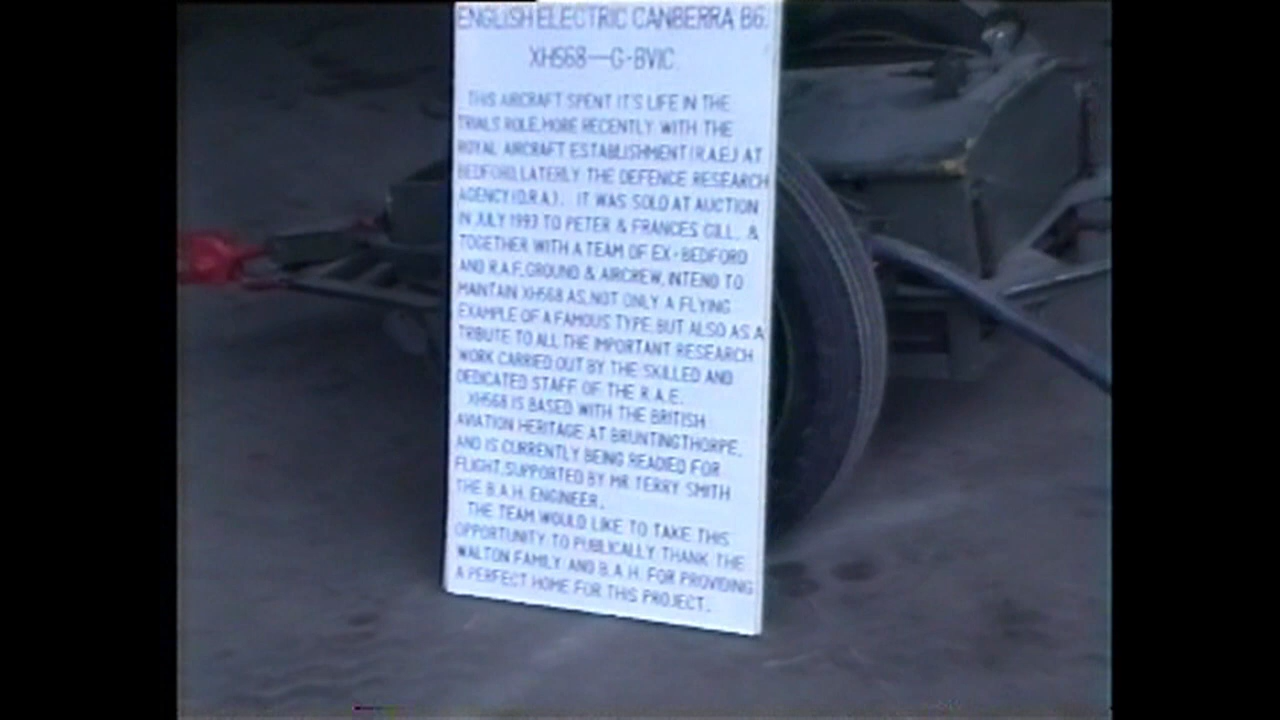 ENGLISH ELECTRIC CANBERRA B6.
XH568—G-BVIC.
THIS AIRCRAFT SPENT IT'S LIFE IN THE
TRIALS ROLE, MORE RECENTLY WITH THE
ROYAL AIRCRAFT ESTABLISHMENT (R.A.E.) AT
BEDFORD, LATERLY THE DEFENCE RESEARCH
AGENCY (D.R.A.). IT WAS SOLD AT AUCTION
IN JULY 1993 TO PETER & FRANCES GILL, &
TOGETHER WITH A TEAM OF EX-BEDFORD
AND R.A.F. GROUND & AIRCREW, INTEND TO
MANTAIN XH568 AS, NOT ONLY A FLYING
EXAMPLE OF A FAMOUS TYPE, BUT ALSO AS A
TRIBUTE TO ALL THE IMPORTANT RESEARCH
WORK CARRIED OUT BY THE SKILLED AND
DEDICATED STAFF OF THE R.A.E.
XH568 IS BASED WITH THE BRITISH
AVIATION HERITAGE AT BRUNTINGTHORPE,
AND IS CURRENTLY BEING READIED FOR
FLIGHT, SUPPORTED BY MR. TERRY SMITH
THE B.A.H. ENGINEER.
THE TEAM WOULD LIKE TO TAKE THIS
OPPORTUNITY TO PUBLICALLY THANK THE
WALTON FAMILY AND B.A.H. FOR PROVIDING
A PERFECT HOME FOR THIS PROJECT.